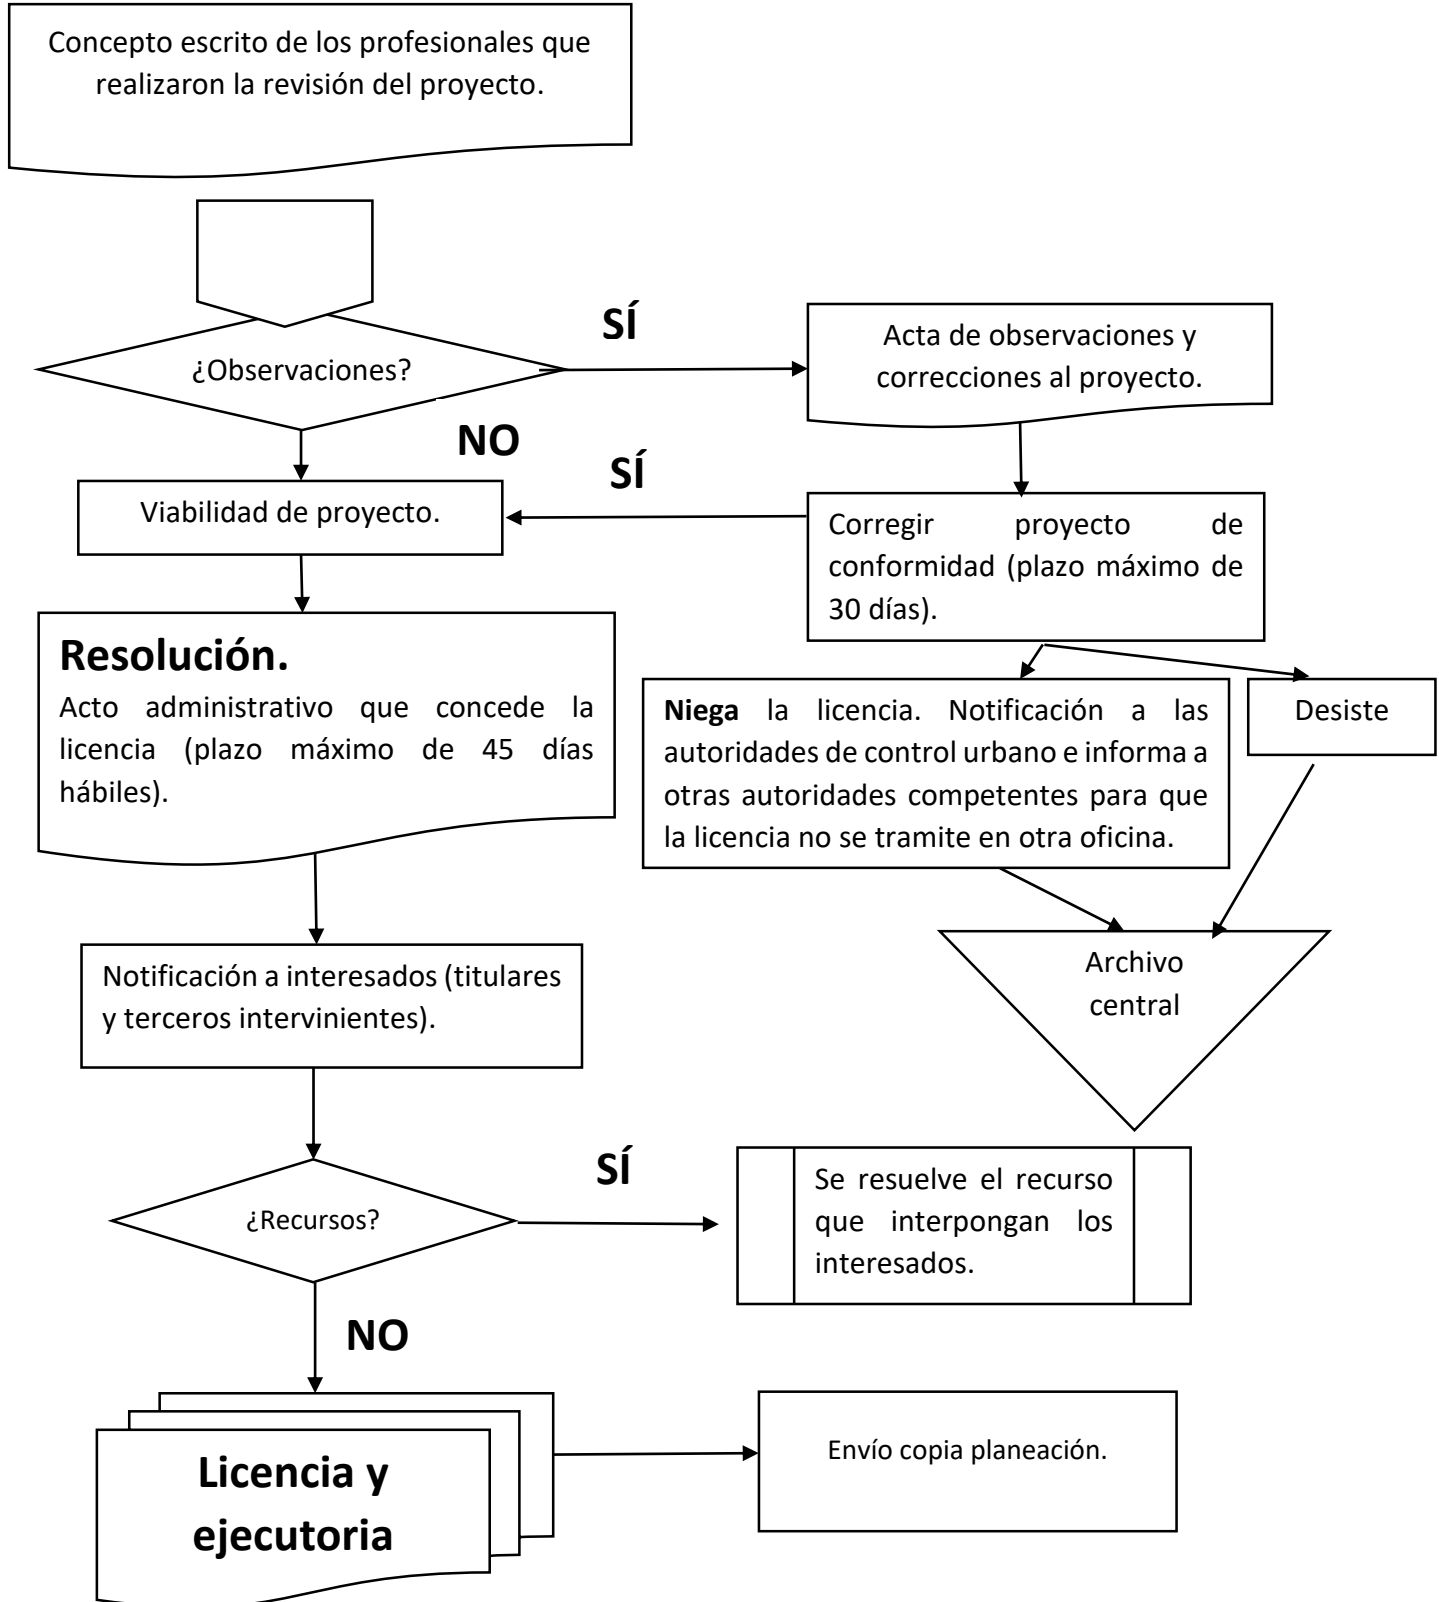 Concepto escrito de los profesionales que
realizaron la revisión del proyecto.
¿Observaciones?
SÍ
Acta de observaciones y
correcciones al proyecto.
NO
SÍ
Viabilidad de proyecto.
Corregir proyecto de
conformidad (plazo máximo de
30 días).
Resolución.
Acto administrativo que concede la
licencia (plazo máximo de 45 días
hábiles).
Niega la licencia. Notificación a las
autoridades de control urbano e informa a
otras autoridades competentes para que
la licencia no se tramite en otra oficina.
Desiste
Archivo
central
Notificación a interesados (titulares
y terceros intervinientes).
¿Recursos?
SÍ
Se resuelve el recurso
que interpongan los
interesados.
NO
Licencia y
ejecutoria
Envío copia planeación.